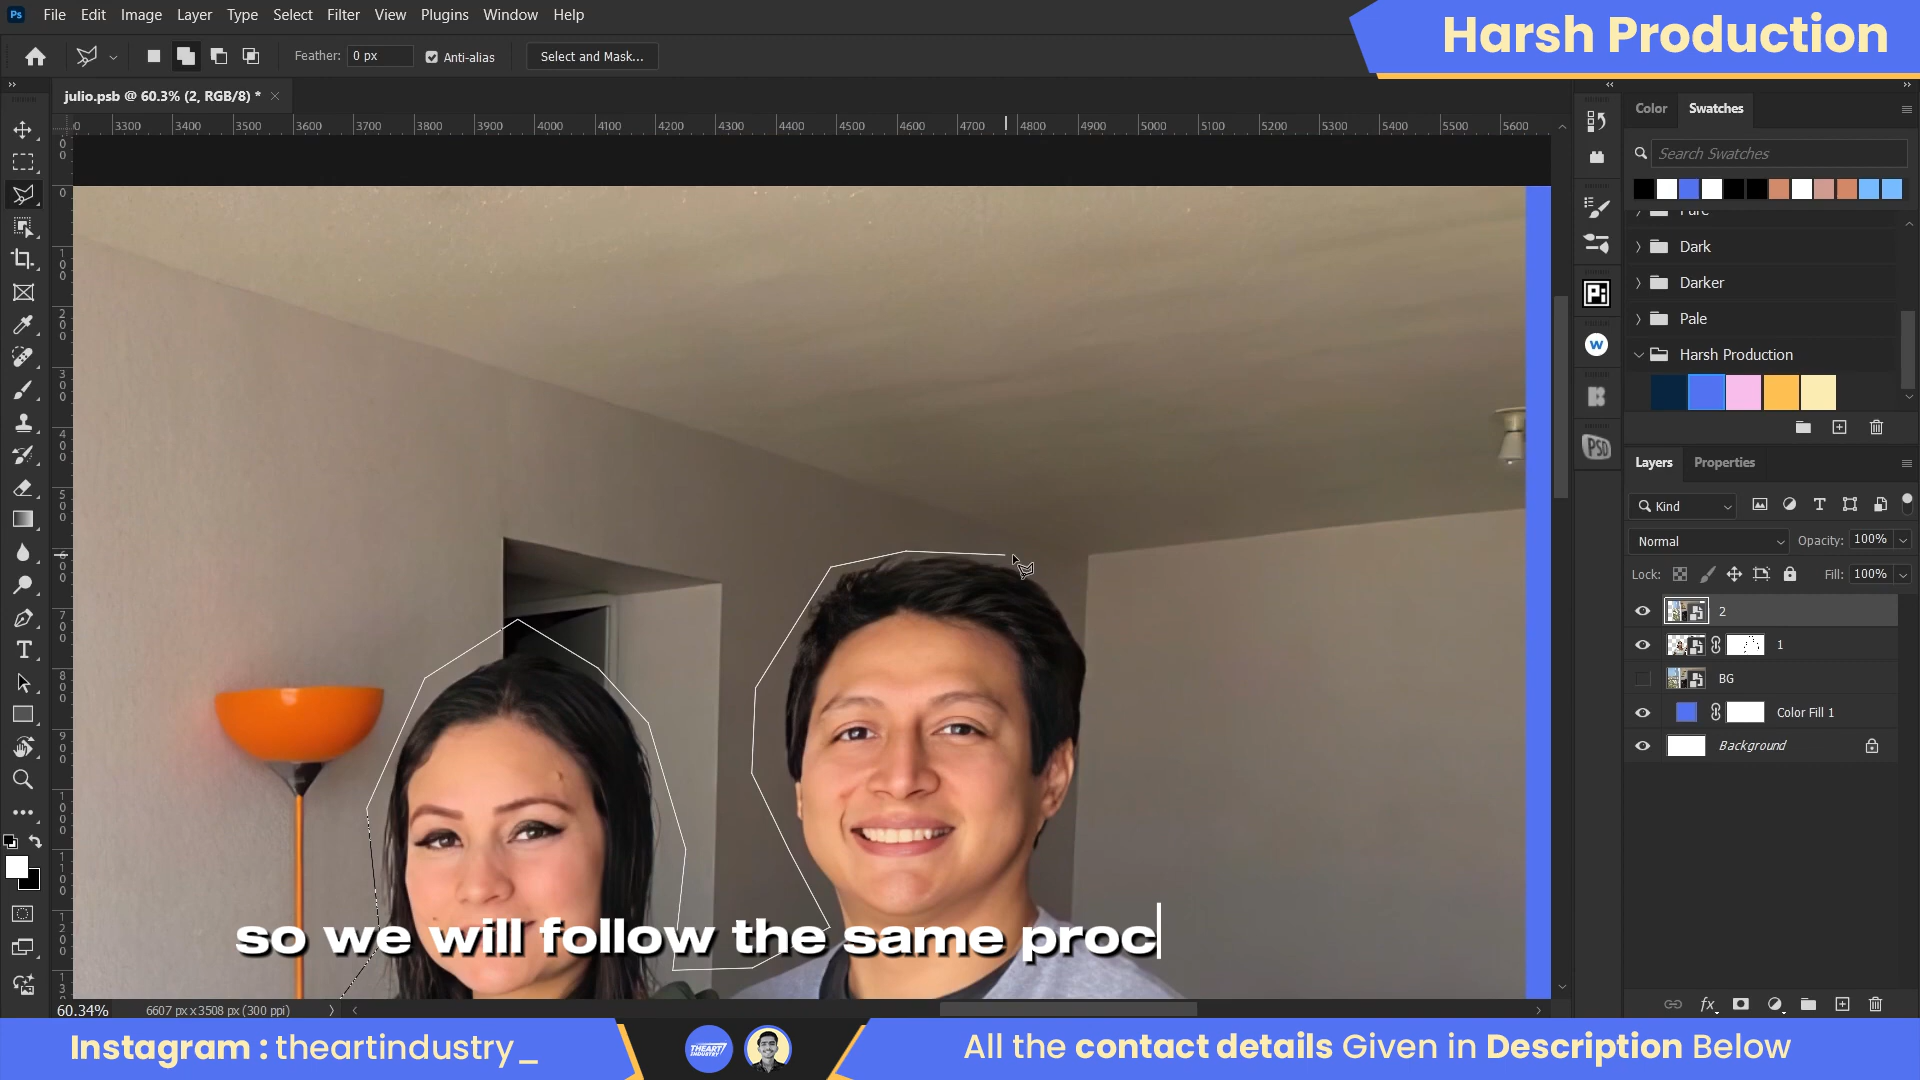 File Edit Image Layer Type Select Filter View Plugins Window Help
Harsh Production
Feather: 0 px Anti-alias Select and Mask...
julio.psb @ 60.3% (2, RGB/8) *
3300 3400 3500 3600 3700 3800 3900 4000 4100 4200 4300 4400 4500 4600 4700 4800 4900 5000 5100 5200 5300 5400 5500 5600
Color Swatches
Search Swatches
Pure
Dark
Darker
Pale
Harsh Production
Layers Properties
Kind
Normal Opacity: 100%
Lock: Fill: 100%
2
1
BG
Color Fill 1
Background
so we will follow the same proc
60.34% 6607 px x 3508 px (300 ppi)
Instagram : theartindustry_
THEART INDUSTRY
All the contact details Given in Description Below